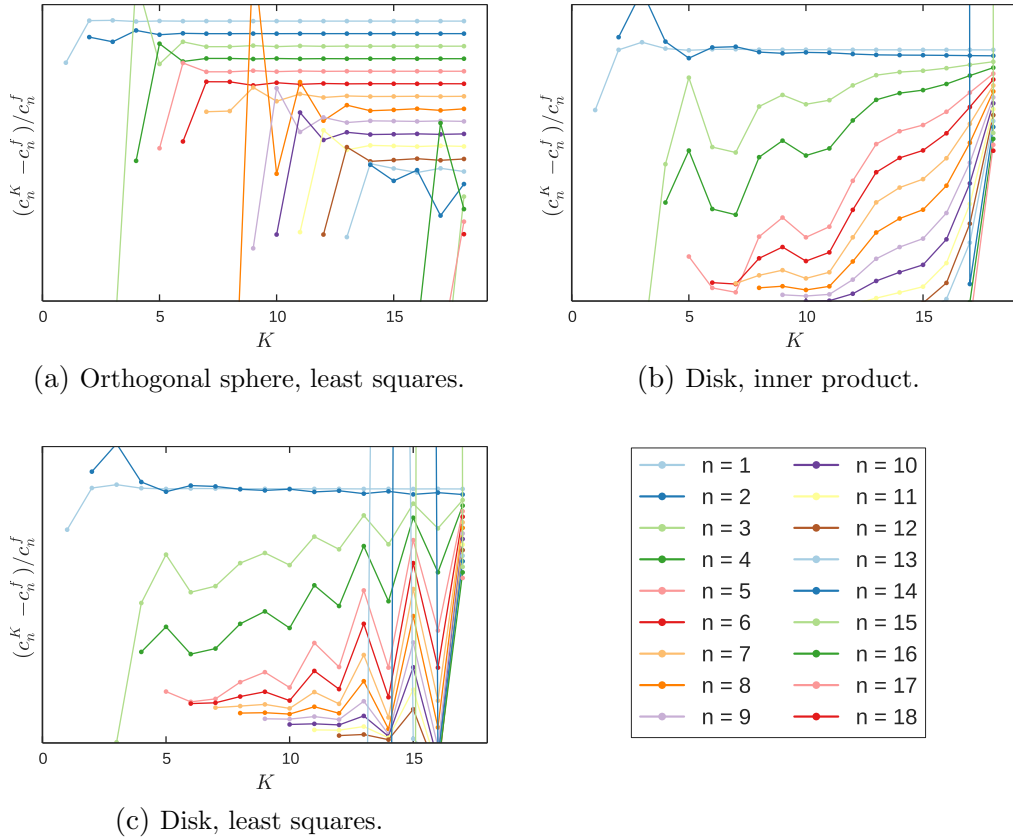 $(c_n^K - c_n^f)/c_n^f$
0 5 10 15
$K$
(a) Orthogonal sphere, least squares.
$(c_n^K - c_n^f)/c_n^f$
0 5 10 15
$K$
(b) Disk, inner product.
$(c_n^K - c_n^f)/c_n^f$
0 5 10 15
$K$
(c) Disk, least squares.
n = 1
n = 2
n = 3
n = 4
n = 5
n = 6
n = 7
n = 8
n = 9
n = 10
n = 11
n = 12
n = 13
n = 14
n = 15
n = 16
n = 17
n = 18